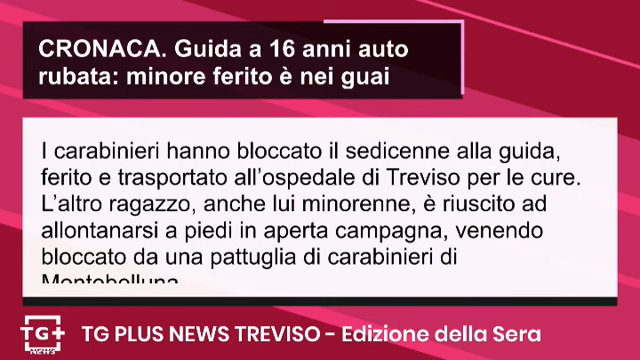 CRONACA. Guida a 16 anni auto
rubata: minore ferito è nei guai
I carabinieri hanno bloccato il sedicenne alla guida,
ferito e trasportato all’ospedale di Treviso per le cure.
L’altro ragazzo, anche lui minorenne, è riuscito ad
allontanarsi a piedi in aperta campagna, venendo
bloccato da una pattuglia di carabinieri di
Montebelluna
TG+
NEWS
TG PLUS NEWS TREVISO - Edizione della Sera